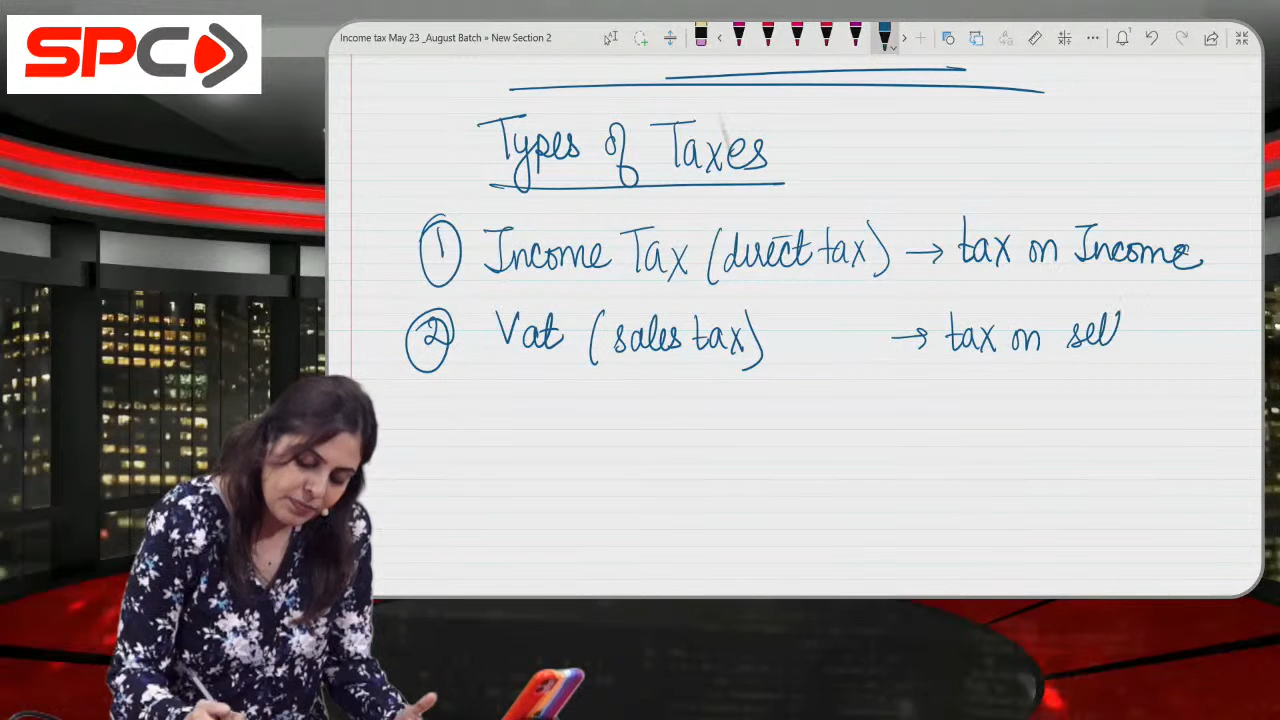 SPC
Income tax May 23 _August Batch » New Section 2
Types of Taxes
1 Income Tax (direct tax) → tax on Income
2 Vat (sales tax) → tax on sell